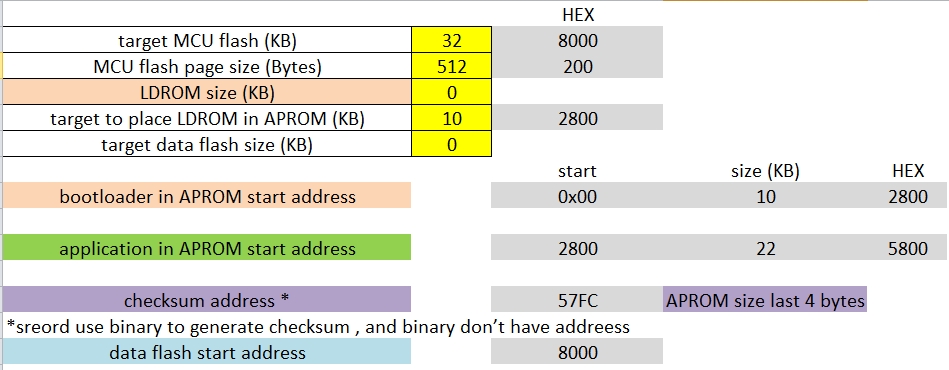 HEX
target MCU flash (KB) 32 8000
MCU flash page size (Bytes) 512 200
LDROM size (KB) 0
target to place LDROM in APROM (KB) 10 2800
target data flash size (KB) 0
start size (KB) HEX
bootloader in APROM start address 0x00 10 2800
application in APROM start address 2800 22 5800
checksum address * 57FC APROM size last 4 bytes
*sreord use binary to generate checksum , and binary don’t have addreess
data flash start address 8000